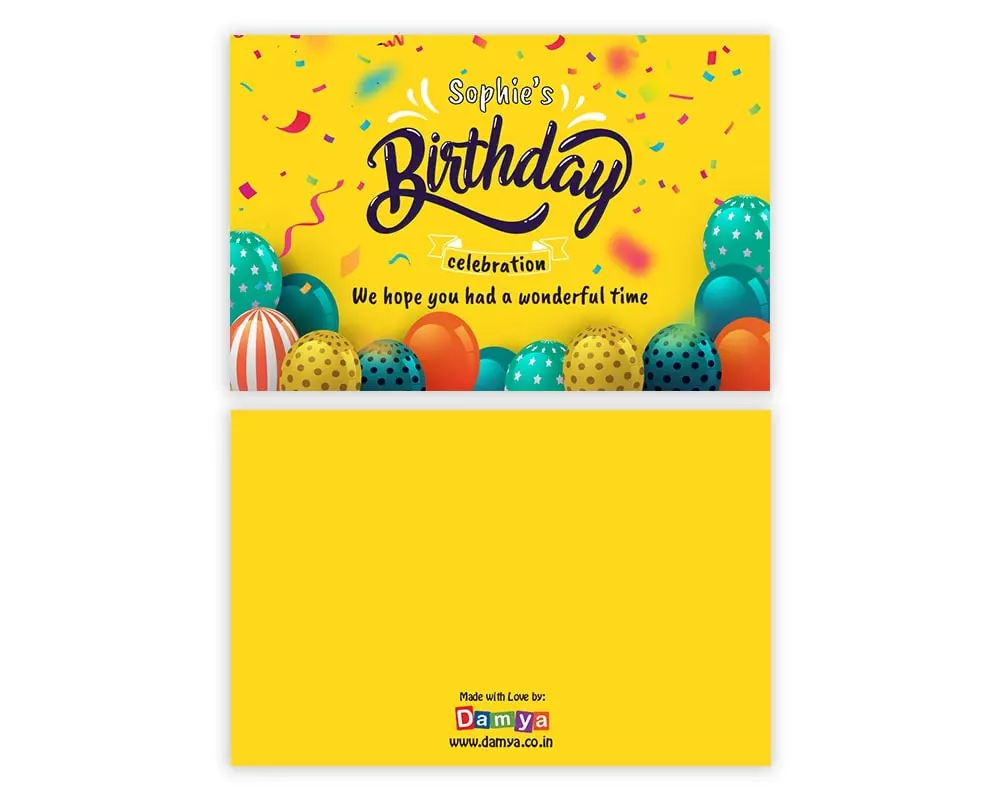 Sophie's
Birthday
celebration
We hope you had a wonderful time
Made with Love by:
Damya
www.damya.co.in